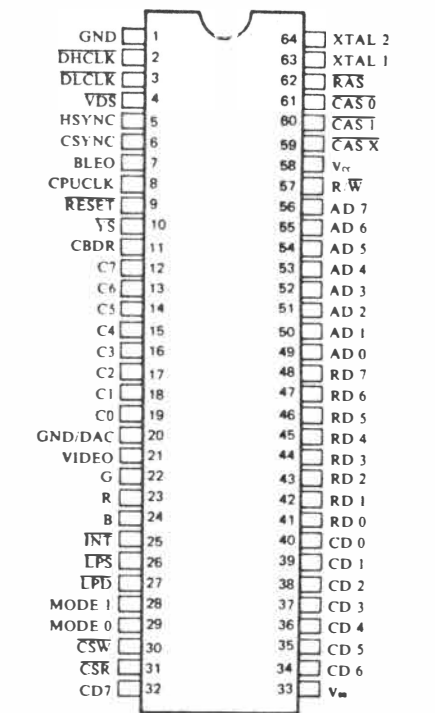 GND 1 64 XTAL 2
DHCLK 2 63 XTAL 1
DLCLK 3 62 RAS
VDS 4 61 CAS 0
HSYNC 5 60 CAS 1
CSYNC 6 59 CAS X
BLEO 7 58 Vcc
CPUCLK 8 57 R/W
RESET 9 56 AD 7
YS 10 55 AD 6
CBDR 11 54 AD 5
C7 12 53 AD 4
C6 13 52 AD 3
C5 14 51 AD 2
C4 15 50 AD 1
C3 16 49 AD 0
C2 17 48 RD 7
C1 18 47 RD 6
C0 19 46 RD 5
GND/DAC 20 45 RD 4
VIDEO 21 44 RD 3
G 22 43 RD 2
R 23 42 RD 1
B 24 41 RD 0
INT 25 40 CD 0
LPS 26 39 CD 1
LPD 27 38 CD 2
MODE 1 28 37 CD 3
MODE 0 29 36 CD 4
CSW 30 35 CD 5
CSR 31 34 CD 6
CD7 32 33